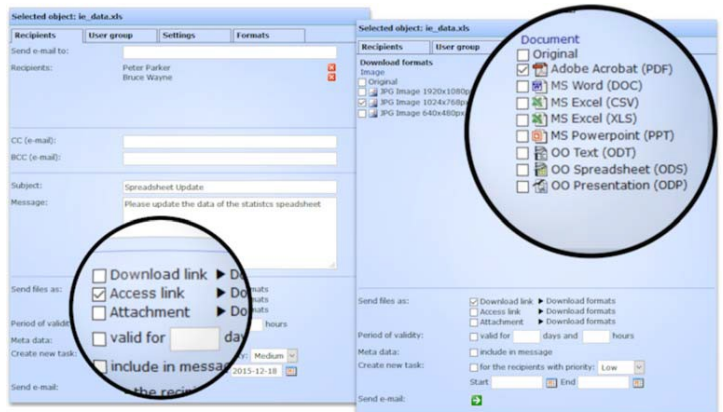 Selected object: ie_data.xls
Recipients
User group
Settings
Formats
Send e-mail to:
Recipients:
Peter Parker
Bruce Wayne
CC (e-mail):
BCC (e-mail):
Subject:
Spreadsheet Update
Message:
Please update the data of the statistcs speadsheet
Send files as:
Download link ▶ Do
Access link ▶ Do
Attachment ▶ Do
Period of validit
valid for
day
hours
Meta data:
include in messa
Create new task:
Medium
2015-12-18
Send e-mail:
Selected object: ie_data.xls
Recipients
User group
Download formats
Image
Original
JPG Image 1920x1080p
JPG Image 1024x768p
JPG Image 640x480px
Document
Original
Adobe Acrobat (PDF)
MS Word (DOC)
MS Excel (CSV)
MS Excel (XLS)
MS Powerpoint (PPT)
OO Text (ODT)
OO Spreadsheet (ODS)
OO Presentation (ODP)
Send files as:
Download link ▶ Download formats
Access link ▶ Download formats
Attachment ▶ Download formats
Period of validity:
valid for days and hours
Meta data:
include in message
Create new task:
for the recipients with priority: Low
Start End
Send e-mail: